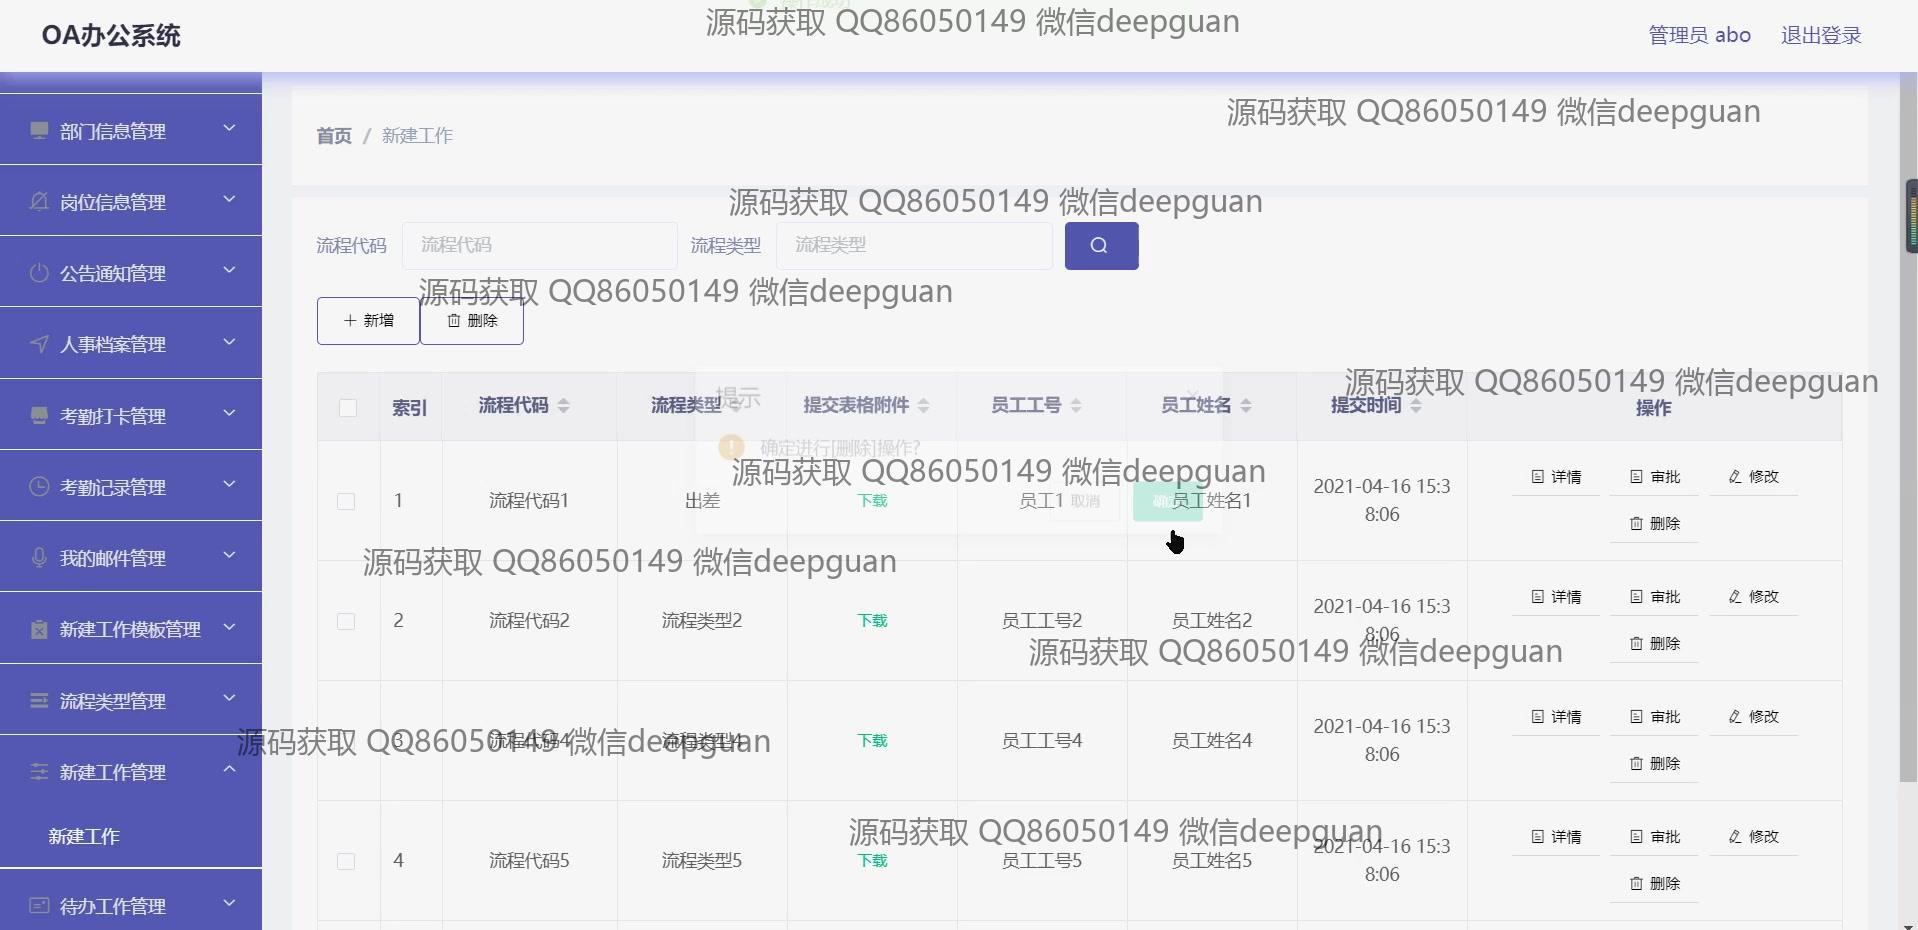 操作成功
源码获取 QQ86050149 微信deepguan
OA办公系统
管理员 abo
退出登录
源码获取 QQ86050149 微信deepguan
部门信息管理
首页 / 新建工作
岗位信息管理
源码获取 QQ86050149 微信deepguan
流程代码 流程代码 流程类型 流程类型
公告通知管理
源码获取 QQ86050149 微信deepguan
新增 删除
人事档案管理
源码获取 QQ86050149 微信deepguan
提示
索引 流程代码 流程类型 提交表格附件 员工工号 员工姓名 提交时间 操作
考勤打卡管理
确定进行[删除]操作?
源码获取 QQ86050149 微信deepguan
详情 审批 修改
考勤记录管理
1 流程代码1 出差 下载 员工1 员工姓名1 2021-04-16 15:3
8:06
取消
删除
我的邮件管理
源码获取 QQ86050149 微信deepguan
详情 审批 修改
2 流程代码2 流程类型2 下载 员工工号2 员工姓名2 2021-04-16 15:3
8:06
新建工作模板管理
删除
源码获取 QQ86050149 微信deepguan
流程类型管理
详情 审批 修改
3 流程代码4 流程类型4 下载 员工工号4 员工姓名4 2021-04-16 15:3
8:06
源码获取 QQ86050149 微信deepguan
新建工作管理
删除
新建工作
源码获取 QQ86050149 微信deepguan
详情 审批 修改
4 流程代码5 流程类型5 下载 员工工号5 员工姓名5 2021-04-16 15:3
8:06
删除
待办工作管理